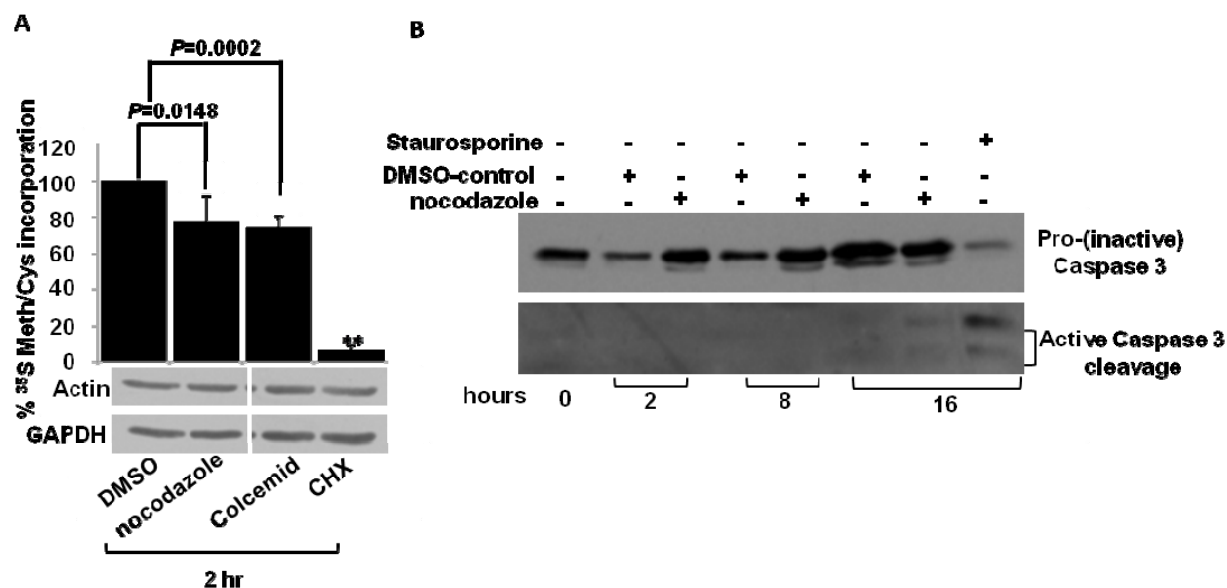 A
P=0.0002
P=0.0148
% ³⁵S Meth/Cys incorporation
120
100
80
60
40
20
0
**
Actin
GAPDH
DMSO
nocodazole
Colcemid
CHX
2 hr
B
Staurosporine - - - - - - - +
DMSO-control - + - + - + - -
nocodazole - - + - + - + -
Pro-(inactive)
Caspase 3
Active Caspase 3
cleavage
hours 0 2 8 16